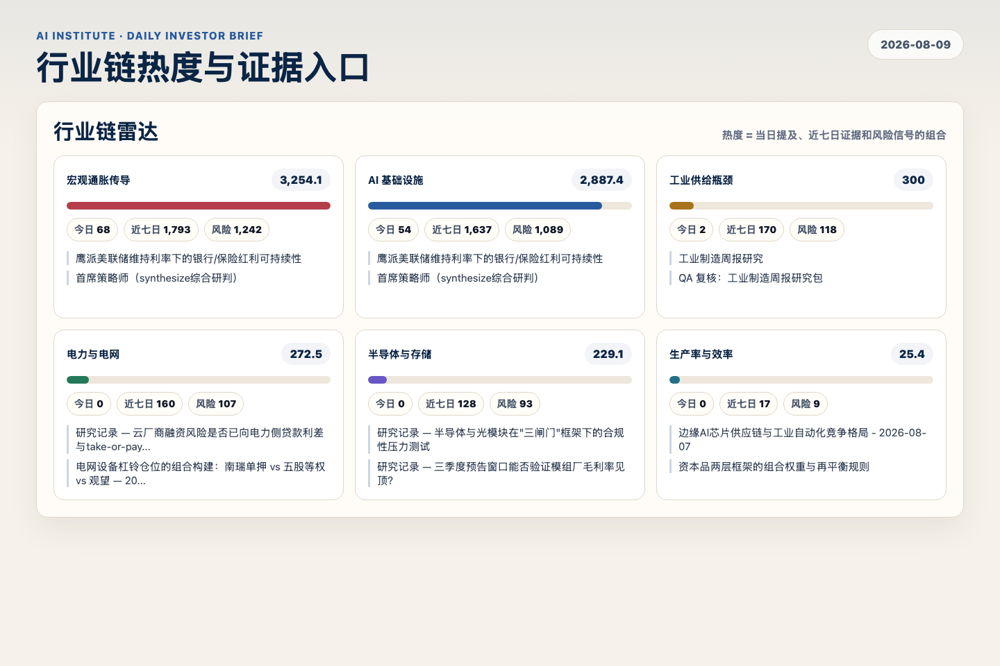 AI INSTITUTE · DAILY INVESTOR BRIEF
2026-08-09
行业链热度与证据入口
行业链雷达
热度 = 当日提及、近七日证据和风险信号的组合
宏观通胀传导
3,254.1
今日 68
近七日 1,793
风险 1,242
鹰派美联储维持利率下的银行/保险红利可持续性
首席策略师（synthesize综合研判）
AI 基础设施
2,887.4
今日 54
近七日 1,637
风险 1,089
鹰派美联储维持利率下的银行/保险红利可持续性
首席策略师（synthesize综合研判）
工业供给瓶颈
300
今日 2
近七日 170
风险 118
工业制造周报研究
QA 复核：工业制造周报研究包
电力与电网
272.5
今日 0
近七日 160
风险 107
研究记录 — 云厂商融资风险是否已向电力侧贷款利差
与take-or-pay...
电网设备杠铃仓位的组合构建：南瑞单押 vs 五股等权
vs 观望 — 20...
半导体与存储
229.1
今日 0
近七日 128
风险 93
研究记录 — 半导体与光模块在"三闸门"框架下的合规
性压力测试
研究记录 — 三季度预告窗口能否验证模组厂毛利率见
顶?
生产率与效率
25.4
今日 0
近七日 17
风险 9
边缘AI芯片供应链与工业自动化竞争格局 - 2026-08-
07
资本品两层框架的组合权重与再平衡规则